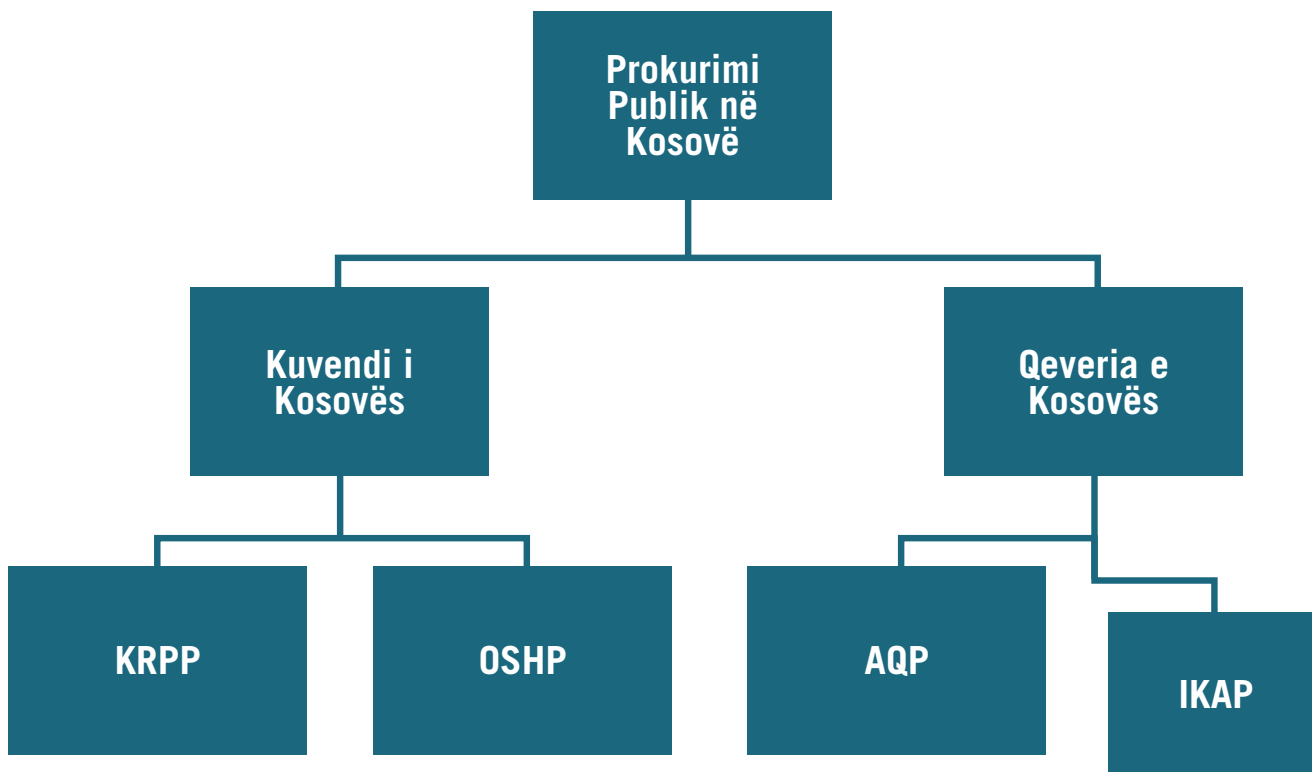 Prokurimi
Publik në
Kosovë
Kuvendi i
Kosovës
Qeveria e
Kosovës
KRPP
OSHP
AQP
IKAP